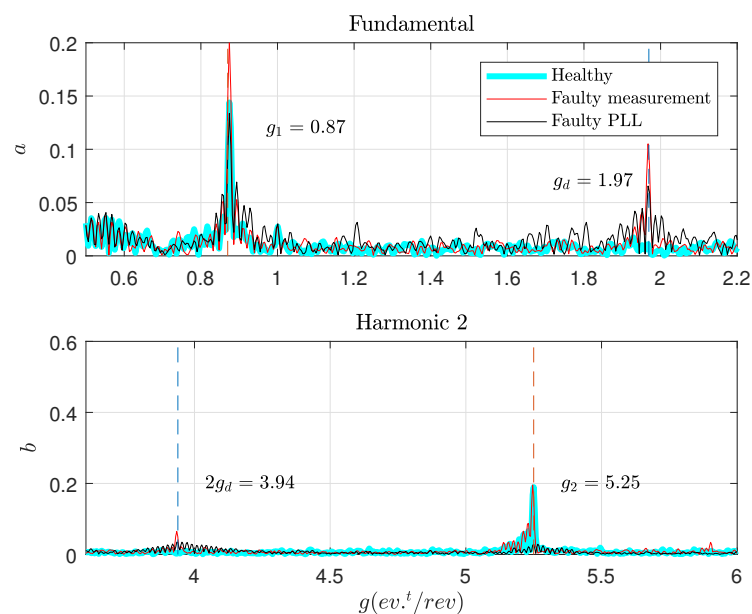 Fundamental
0.2
0.15
0.1
0.05
0
a
Healthy
Faulty measurement
Faulty PLL
g₁ = 0.87
g_d = 1.97
0.6 0.8 1 1.2 1.4 1.6 1.8 2 2.2
Harmonic 2
0.6
0.4
0.2
0
b
2g_d = 3.94
g₂ = 5.25
4 4.5 5 5.5 6
g(ev.ᵗ/rev)